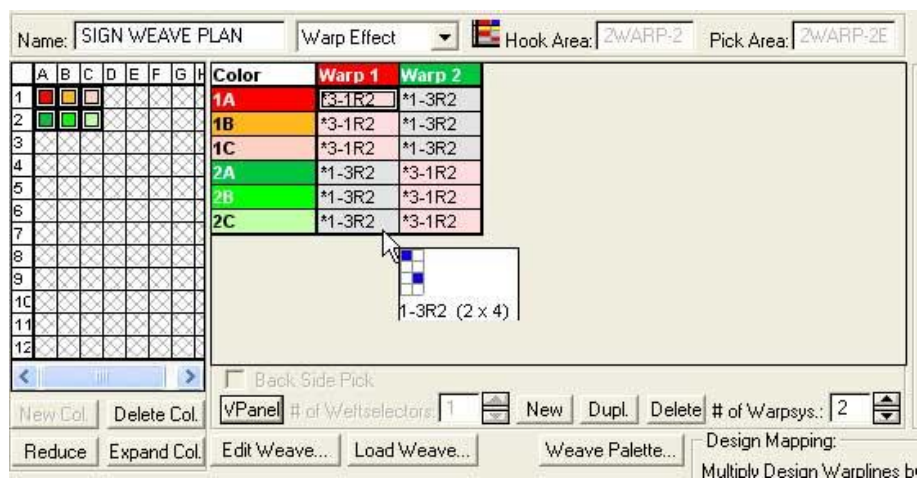 Name: SIGN WEAVE PLAN Warp Effect Hook Area: 2WARP-2 Pick Area: 2WARP-2E
A B C D E F G H Color Warp 1 Warp 2
1 1A *3-1R2 *1-3R2
2 1B *3-1R2 *1-3R2
3 1C *3-1R2 *1-3R2
4 2A *1-3R2 *3-1R2
5 2B *1-3R2 *3-1R2
6 2C *1-3R2 *3-1R2
7
8
9
10
11
12
1-3R2 (2 x 4)
Back Side Pick
New Col. Delete Col. VPanel # of Weftselectors: 1 New Dupl. Delete # of Warpsys.: 2
Reduce Expand Col. Edit Weave... Load Weave... Weave Palette... Design Mapping:
Multiply Design Warplines